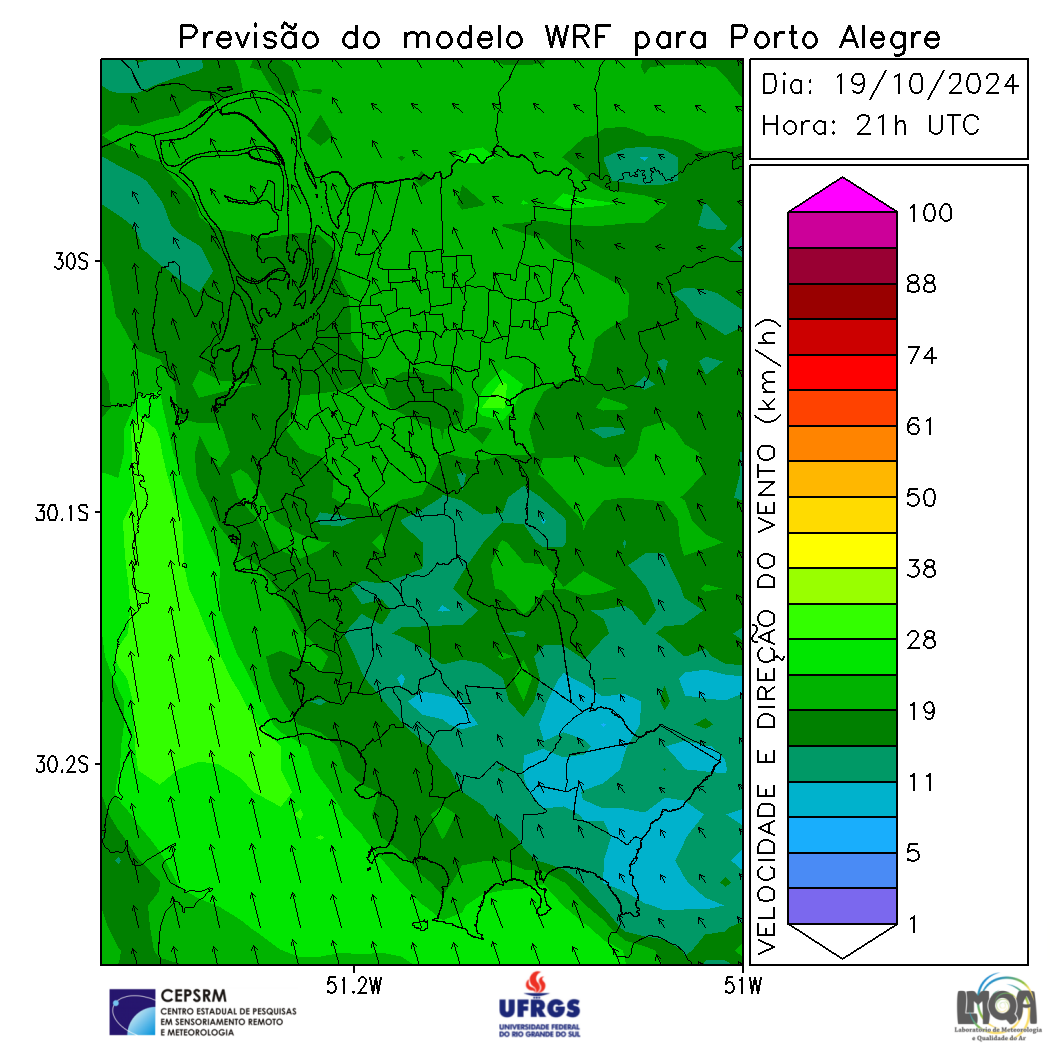 Previsão do modelo WRF para Porto Alegre
Dia: 19/10/2024
Hora: 21h UTC
30S
30.1S
30.2S
51.2W
51W
VELOCIDADE E DIREÇÃO DO VENTO (km/h)
100
88
74
61
50
38
28
19
11
5
1
CEPSRM
CENTRO ESTADUAL DE PESQUISAS
EM SENSORIAMENTO REMOTO
E METEOROLOGIA
UFRGS
UNIVERSIDADE FEDERAL
DO RIO GRANDE DO SUL
LMQA
Laboratório de Meteorologia
e Qualidade do Ar